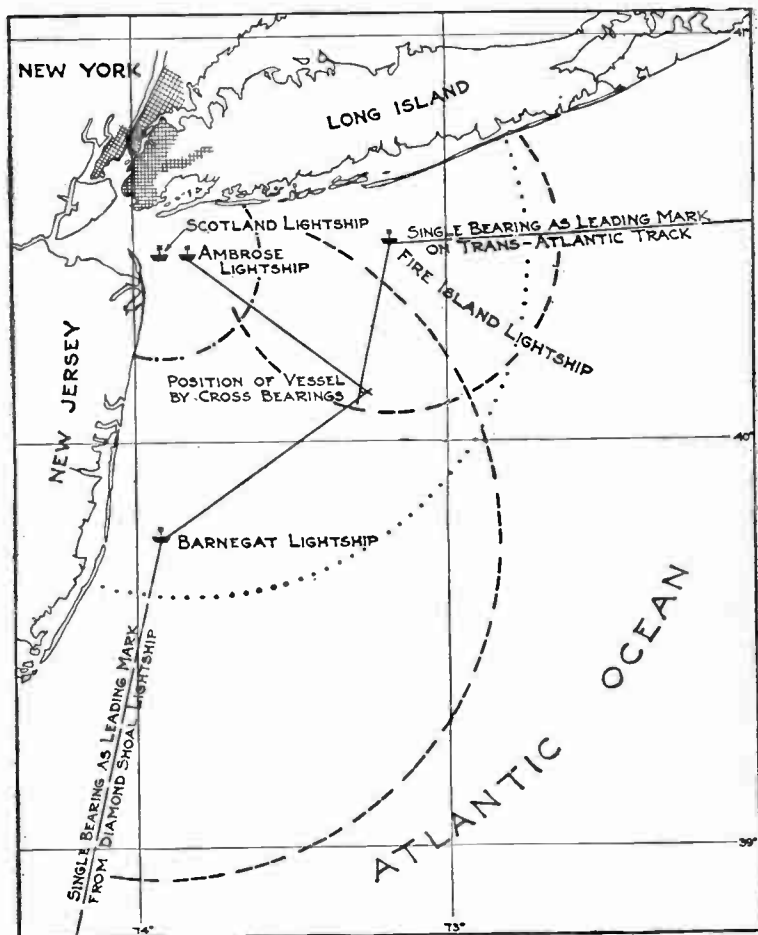 41°
NEW YORK
LONG ISLAND
SCOTLAND LIGHTSHIP
AMBROSE
LIGHTSHIP
SINGLE BEARING AS LEADING MARK
ON TRANS-ATLANTIC TRACK
FIRE ISLAND LIGHTSHIP
POSITION OF VESSEL
BY CROSS BEARINGS
NEW JERSEY
40°
BARNEGAT LIGHTSHIP
SINGLE BEARING AS LEADING MARK
FROM DIAMOND SHOAL LIGHTSHIP
ATLANTIC OCEAN
39°
74°
73°